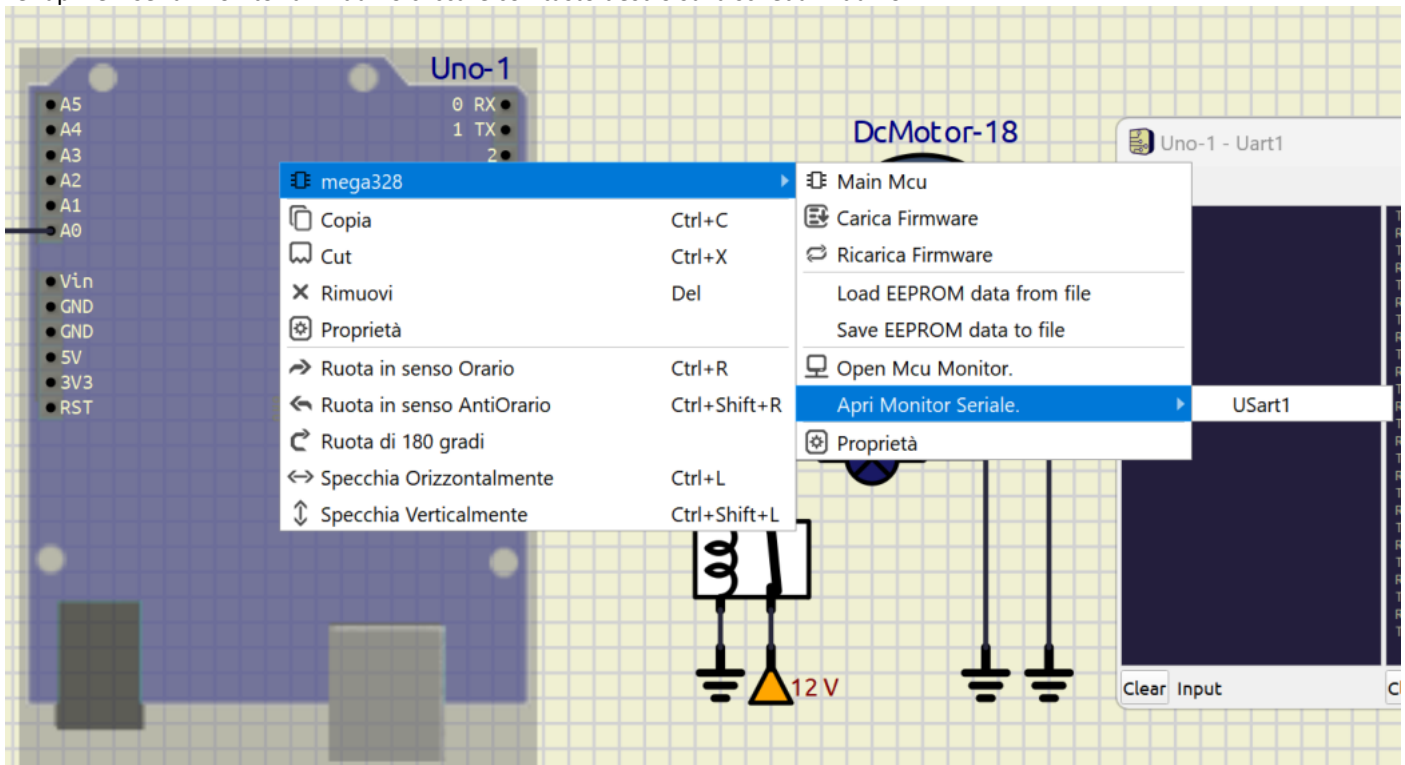 Uno-1
A5
A4
A3
A2
A1
A0
Vin
GND
GND
5V
3V3
RST
0 RX
1 TX
2
mega328
Copia Ctrl+C
Cut Ctrl+X
Rimuovi Del
Proprietà
Ruota in senso Orario Ctrl+R
Ruota in senso AntiOrario Ctrl+Shift+R
Ruota di 180 gradi
Specchia Orizzontalmente Ctrl+L
Specchia Verticalmente Ctrl+Shift+L
DcMotor-18
Main Mcu
Carica Firmware
Ricarica Firmware
Load EEPROM data from file
Save EEPROM data to file
Open Mcu Monitor.
Apri Monitor Seriale.
Proprietà
USart1
12 V
Uno-1 - Uart1
Clear Input